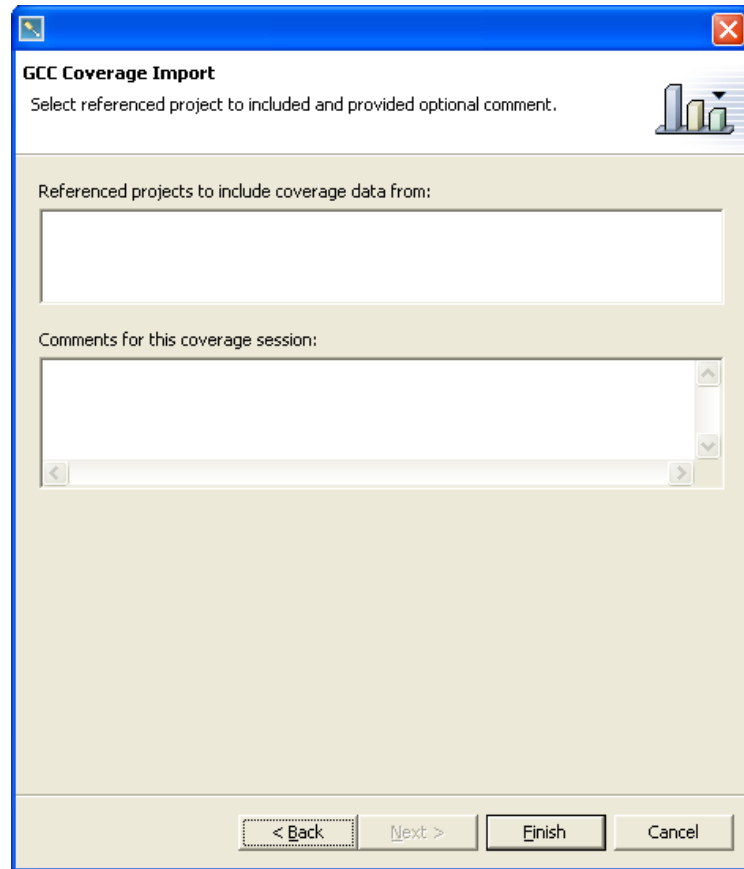 GCC Coverage Import
Select referenced project to included and provided optional comment.
Referenced projects to include coverage data from:
Comments for this coverage session:
< Back
Next >
Finish
Cancel